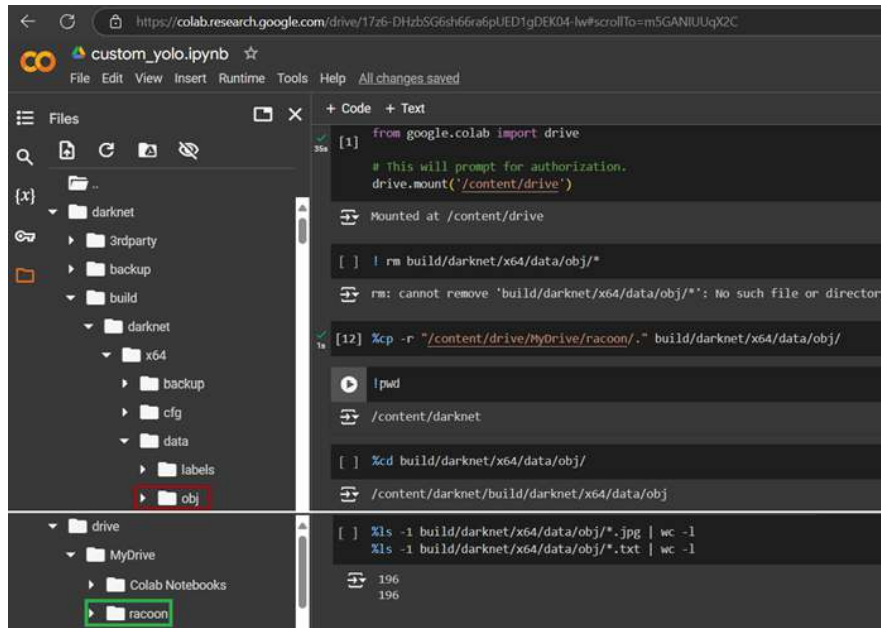 https://colab.research.google.com/drive/17z6-DHzbSG6sh66ra6pUED1gDEK04-lw#scrollTo=m5GANIUUqX2C
CO custom_yolo.ipynb
File Edit View Insert Runtime Tools Help All changes saved
Files
+ Code + Text
..
darknet
3rdparty
backup
build
darknet
x64
backup
cfg
data
labels
obj
drive
MyDrive
Colab Notebooks
racoon
{x}
35s [1] from google.colab import drive
# This will prompt for authorization.
drive.mount('/content/drive')
Mounted at /content/drive
[ ] ! rm build/darknet/x64/data/obj/*
rm: cannot remove 'build/darknet/x64/data/obj/*': No such file or director
1s [12] %cp -r "/content/drive/MyDrive/racoon/." build/darknet/x64/data/obj/
!pwd
/content/darknet
[ ] %cd build/darknet/x64/data/obj/
/content/darknet/build/darknet/x64/data/obj
[ ] %ls -1 build/darknet/x64/data/obj/*.jpg | wc -l
%ls -1 build/darknet/x64/data/obj/*.txt | wc -l
196
196